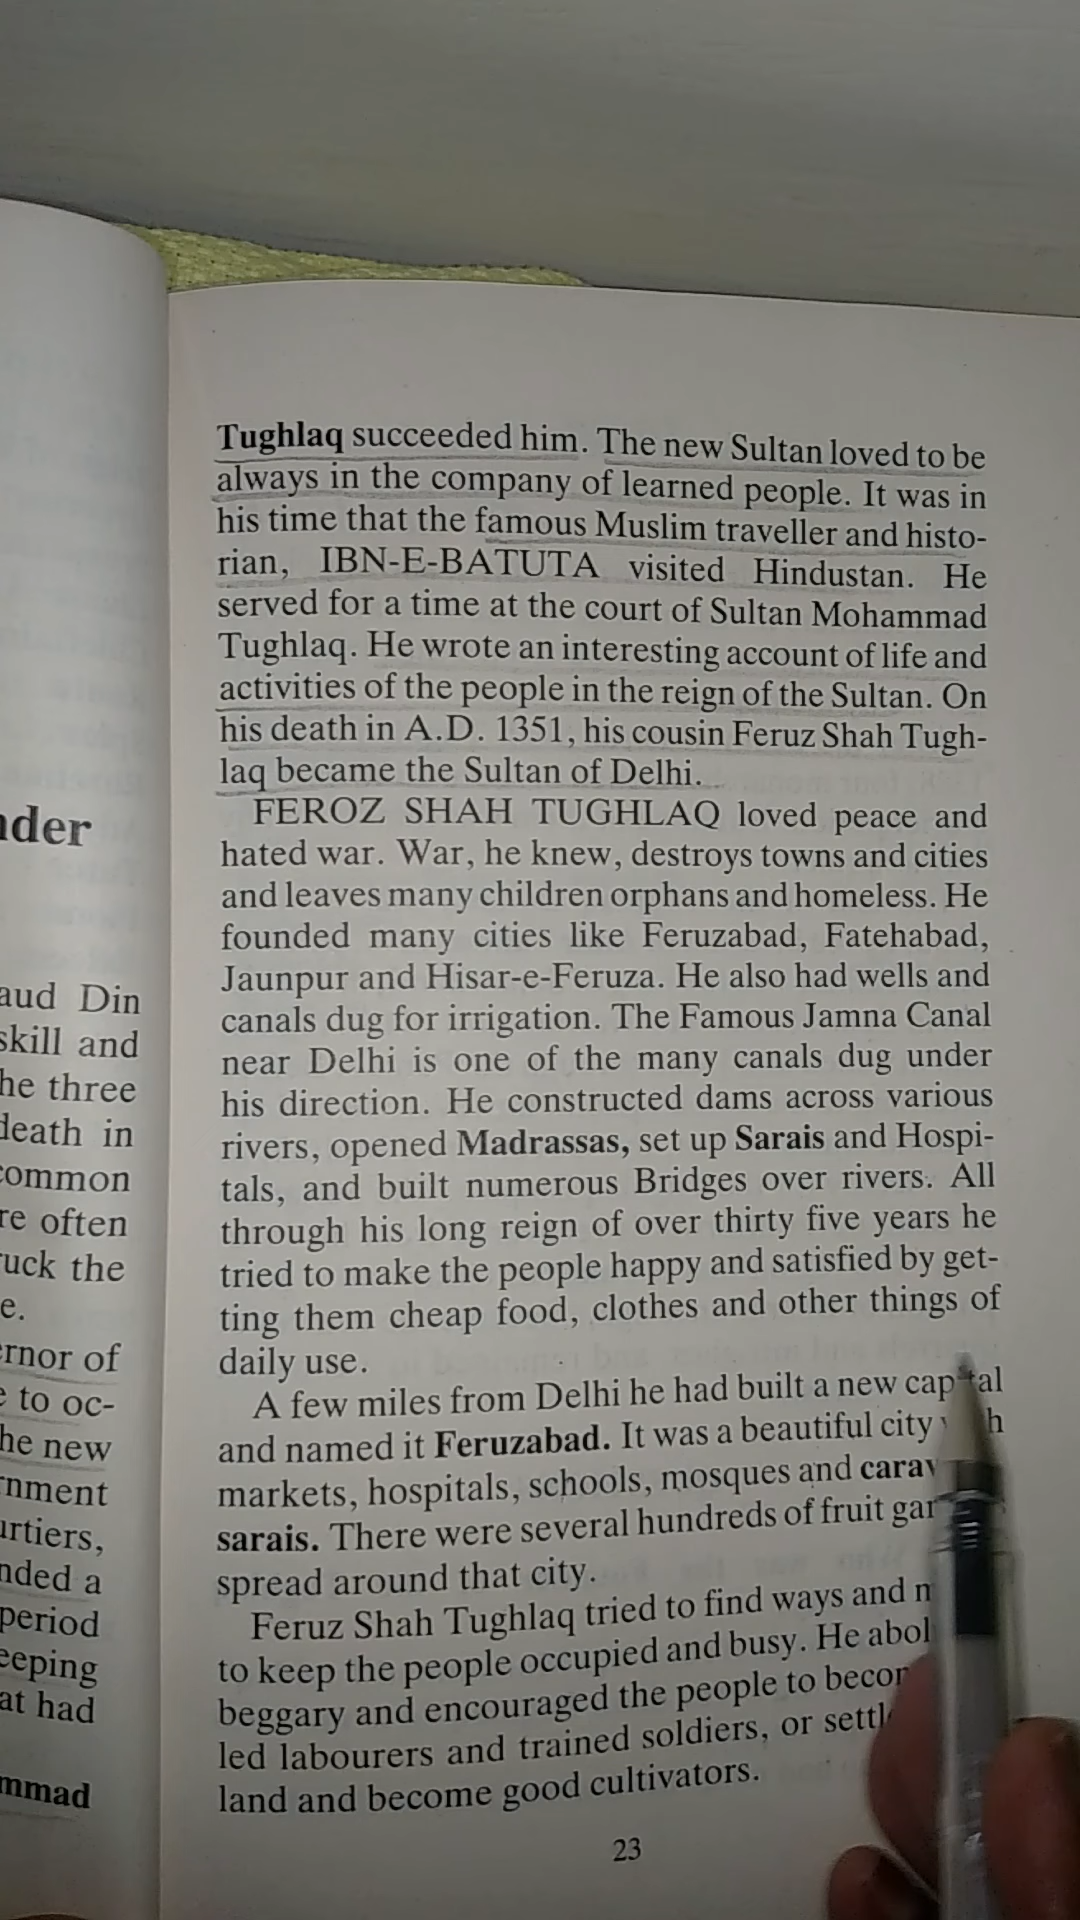 Tughlaq succeeded him. The new Sultan loved to be
always in the company of learned people. It was in
his time that the famous Muslim traveller and histo-
rian, IBN-E-BATUTA visited Hindustan. He
served for a time at the court of Sultan Mohammad
Tughlaq. He wrote an interesting account of life and
activities of the people in the reign of the Sultan. On
his death in A.D. 1351, his cousin Feruz Shah Tugh-
laq became the Sultan of Delhi.
FEROZ SHAH TUGHLAQ loved peace and
hated war. War, he knew, destroys towns and cities
and leaves many children orphans and homeless. He
founded many cities like Feruzabad, Fatehabad,
Jaunpur and Hisar-e-Feruza. He also had wells and
canals dug for irrigation. The Famous Jamna Canal
near Delhi is one of the many canals dug under
his direction. He constructed dams across various
rivers, opened Madrassas, set up Sarais and Hospi-
tals, and built numerous Bridges over rivers. All
through his long reign of over thirty five years he
tried to make the people happy and satisfied by get-
ting them cheap food, clothes and other things of
daily use.
A few miles from Delhi he had built a new capital
and named it Feruzabad. It was a beautiful city
markets, hospitals, schools, mosques and
sarais. There were several hundreds of fruit
spread around that city.
Feruz Shah Tughlaq tried to find ways and
to keep the people occupied and busy. He
beggary and encouraged the people to
led labourers and trained soldiers, or
land and become good cultivators.
23
nder
aud Din
skill and
he three
death in
common
re often
uck the
e.
ernor of
e to oc-
he new
rnment
urtiers,
nded a
period
eeping
at had
mmad